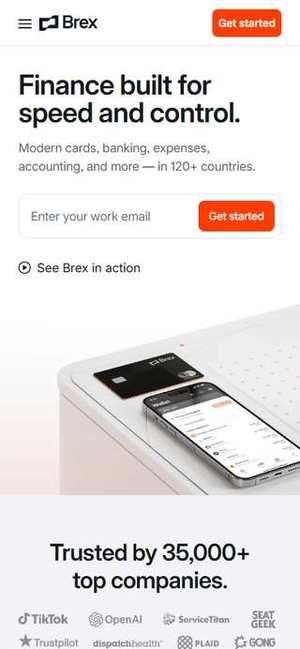 Brex
Get started
Finance built for
speed and control.
Modern cards, banking, expenses,
accounting, and more — in 120+ countries.
Enter your work email
Get started
See Brex in action
Brex
Wallet
Trusted by 35,000+
top companies.
TikTok
OpenAI
ServiceTitan
SEAT
GEEK
Trustpilot
dispatchhealth
PLAID
GONG